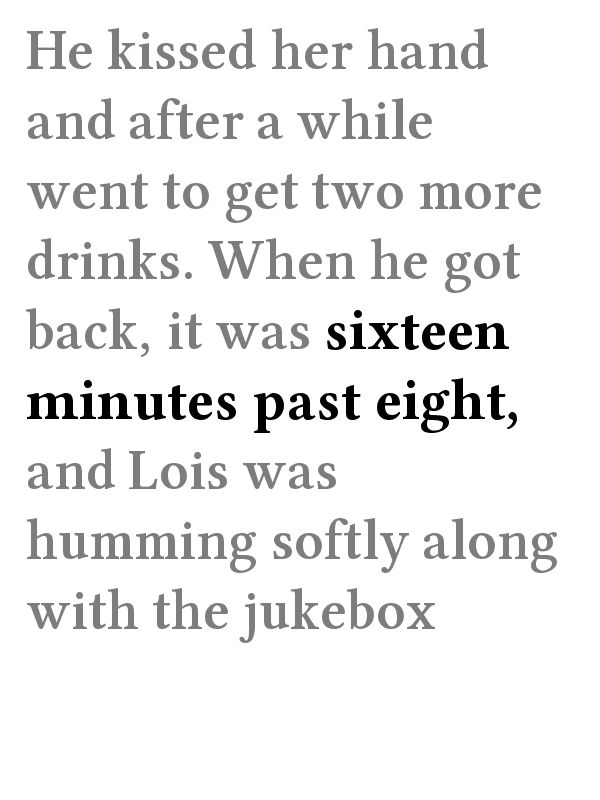 He kissed her hand
and after a while
went to get two more
drinks. When he got
back, it was sixteen
minutes past eight,
and Lois was
humming softly along
with the jukebox